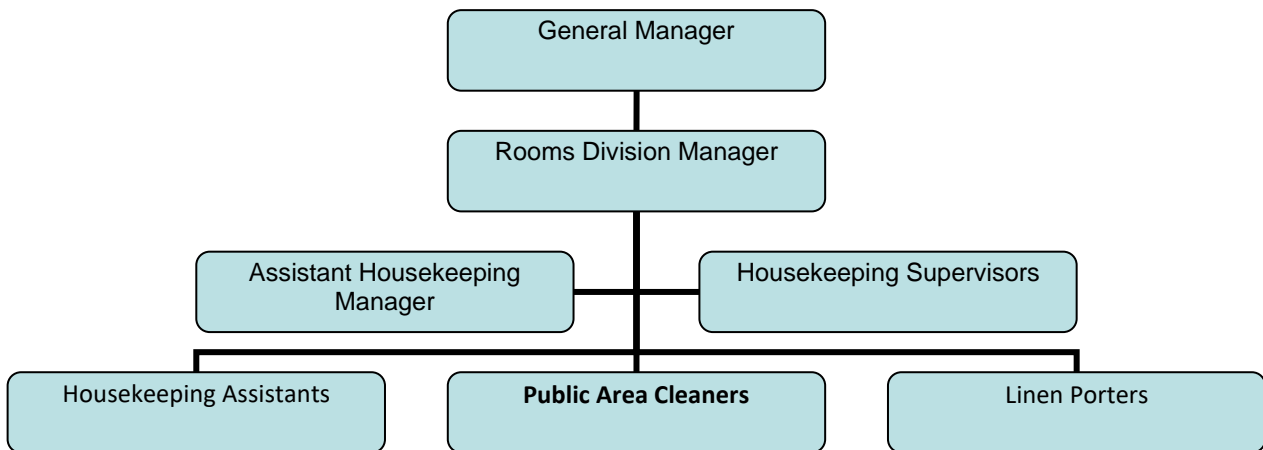 General Manager
Rooms Division Manager
Assistant Housekeeping
Manager
Housekeeping Supervisors
Housekeeping Assistants
Public Area Cleaners
Linen Porters